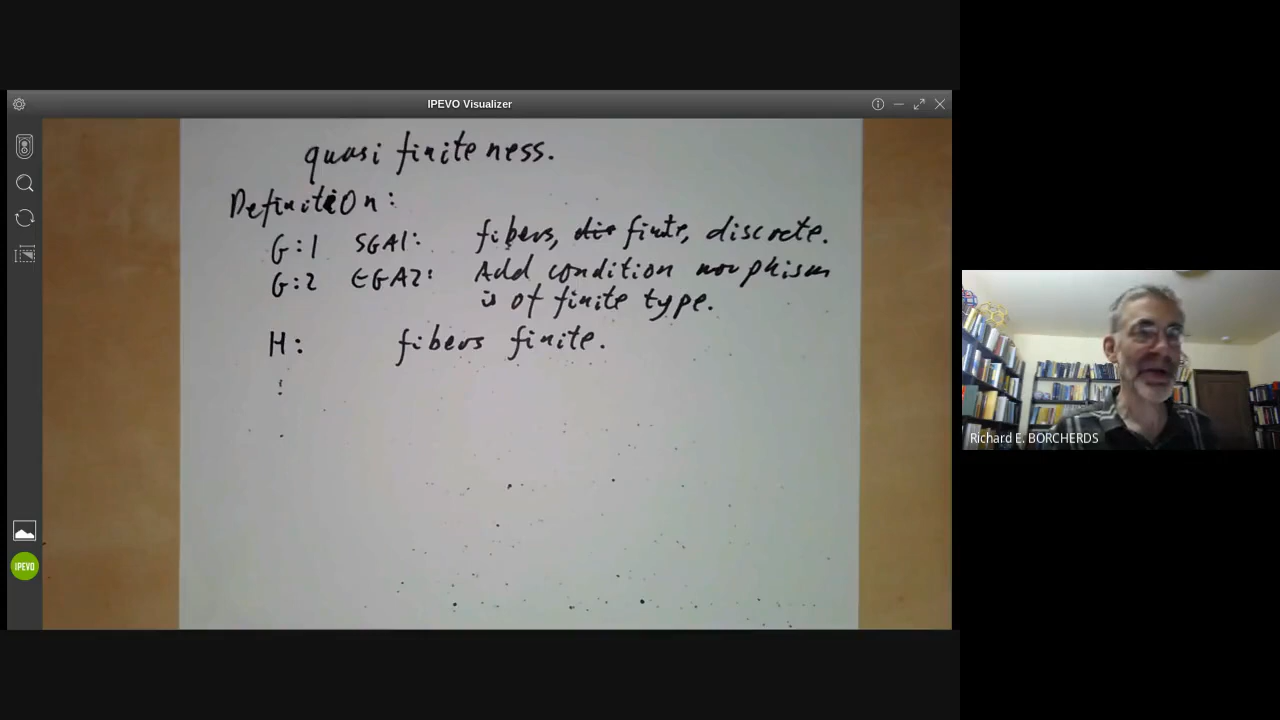 IPEVO Visualizer
quasi finiteness.
Definition:
G:1 SGA1: fibers, dis finite, discrete.
G:2 EGA2: Add condition morphism
is of finite type.
H: fibers finite.
IPEVO
Richard E. BORCHERDS